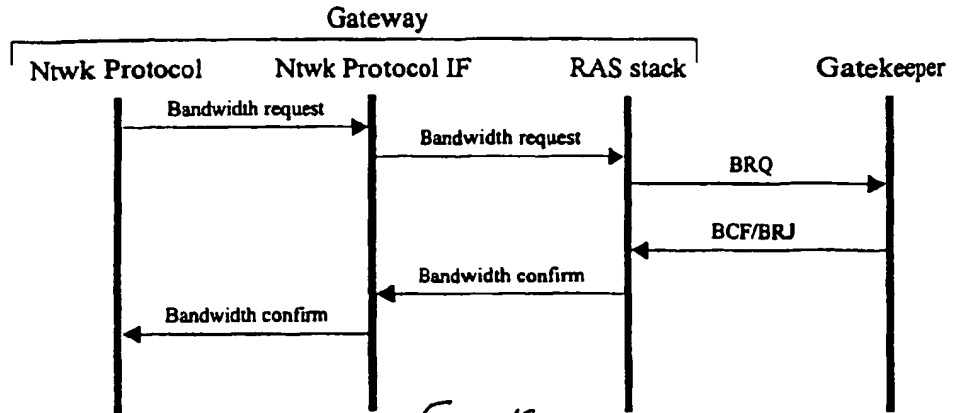 Gateway
Ntwk Protocol Ntwk Protocol IF RAS stack Gatekeeper
Bandwidth request
Bandwidth request
BRQ
BCF/BRJ
Bandwidth confirm
Bandwidth confirm